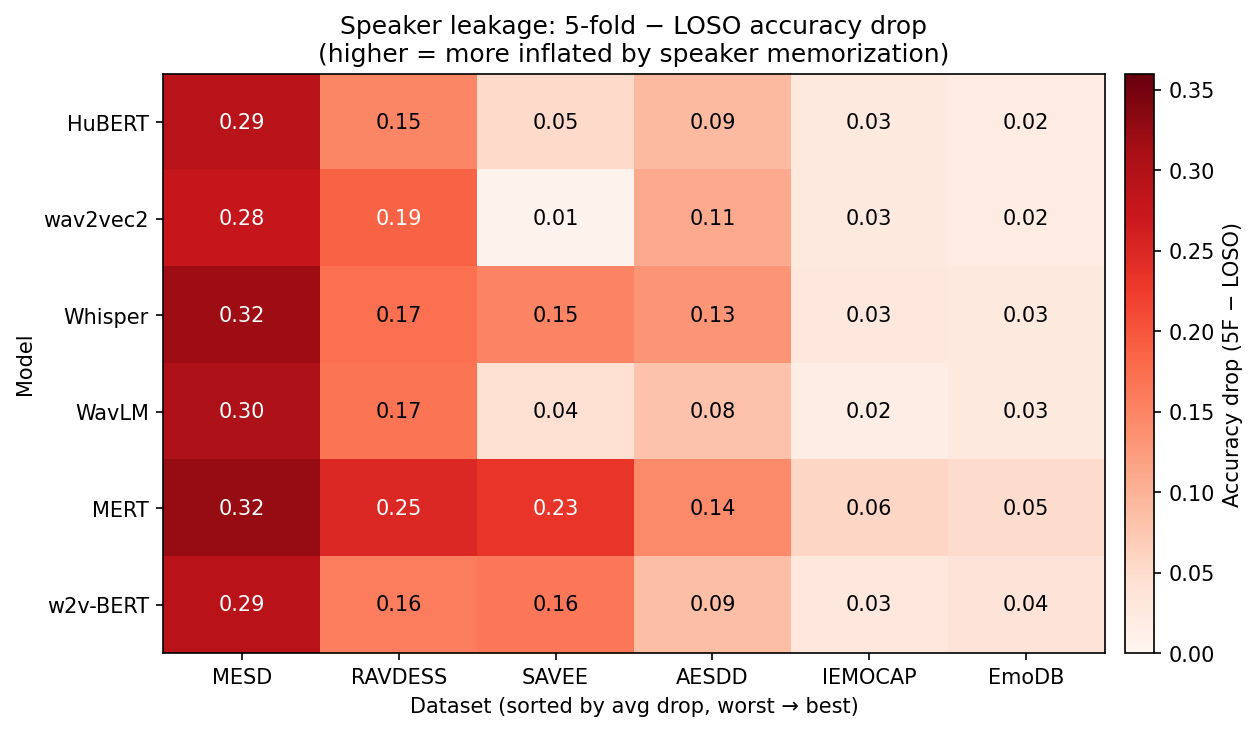 Speaker leakage: 5-fold − LOSO accuracy drop
(higher = more inflated by speaker memorization)
Model
HuBERT 0.29 0.15 0.05 0.09 0.03 0.02
wav2vec2 0.28 0.19 0.01 0.11 0.03 0.02
Whisper 0.32 0.17 0.15 0.13 0.03 0.03
WavLM 0.30 0.17 0.04 0.08 0.02 0.03
MERT 0.32 0.25 0.23 0.14 0.06 0.05
w2v-BERT 0.29 0.16 0.16 0.09 0.03 0.04
MESD RAVDESS SAVEE AESDD IEMOCAP EmoDB
Dataset (sorted by avg drop, worst → best)
0.35
0.30
0.25
0.20
0.15
0.10
0.05
0.00
Accuracy drop (5F − LOSO)